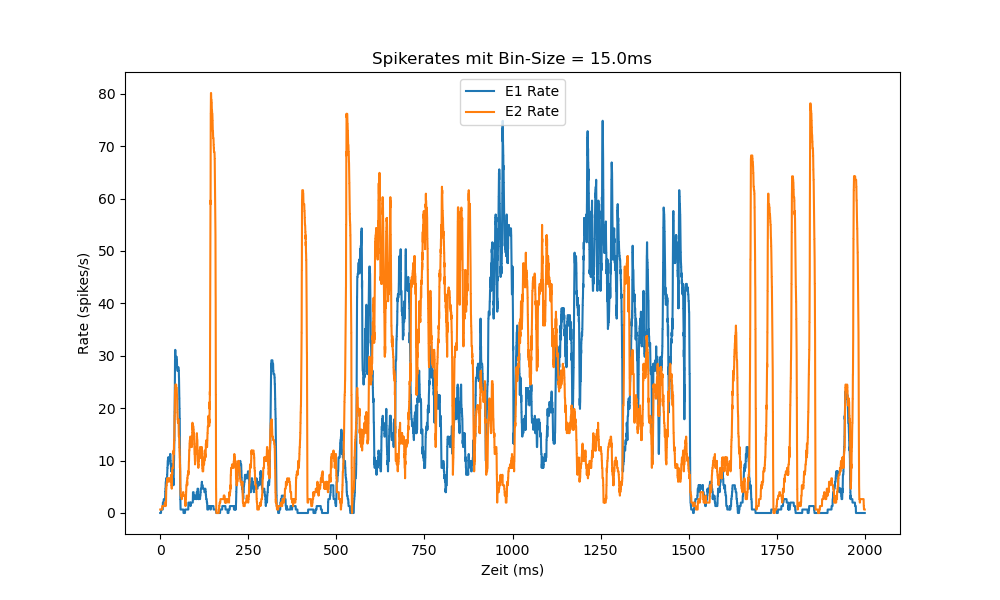 Spikerates mit Bin-Size = 15.0ms
E1 Rate
E2 Rate
Rate (spikes/s)
80
70
60
50
40
30
20
10
0
0 250 500 750 1000 1250 1500 1750 2000
Zeit (ms)